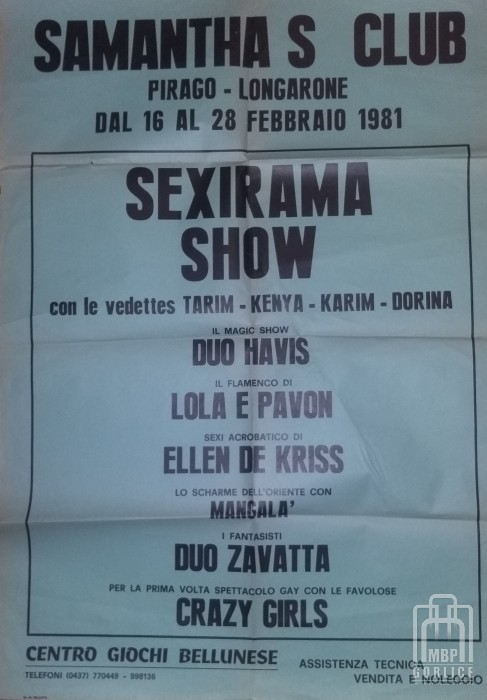 SAMANTHA S CLUB
PIRAGO - LONGARONE
DAL 16 AL 28 FEBBRAIO 1981
SEXIRAMA
SHOW
con le vedettes TARIM - KENYA - KARIM - DORINA
IL MAGIC SHOW
DUO HAVIS
IL FLAMENCO DI
LOLA E PAVON
SEXI ACROBATICO DI
ELLEN DE KRISS
LO SCHARME DELL'ORIENTE CON
MANGALA'
I FANTASISTI
DUO ZAVATTA
PER LA PRIMA VOLTA SPETTACOLO GAY CON LE FAVOLOSE
CRAZY GIRLS
CENTRO GIOCHI BELLUNESE
TELEFONI (0437) 770449 - 998136
ASSISTENZA TECNICA
VENDITA E NOLEGGIO
MBP
GORLICE